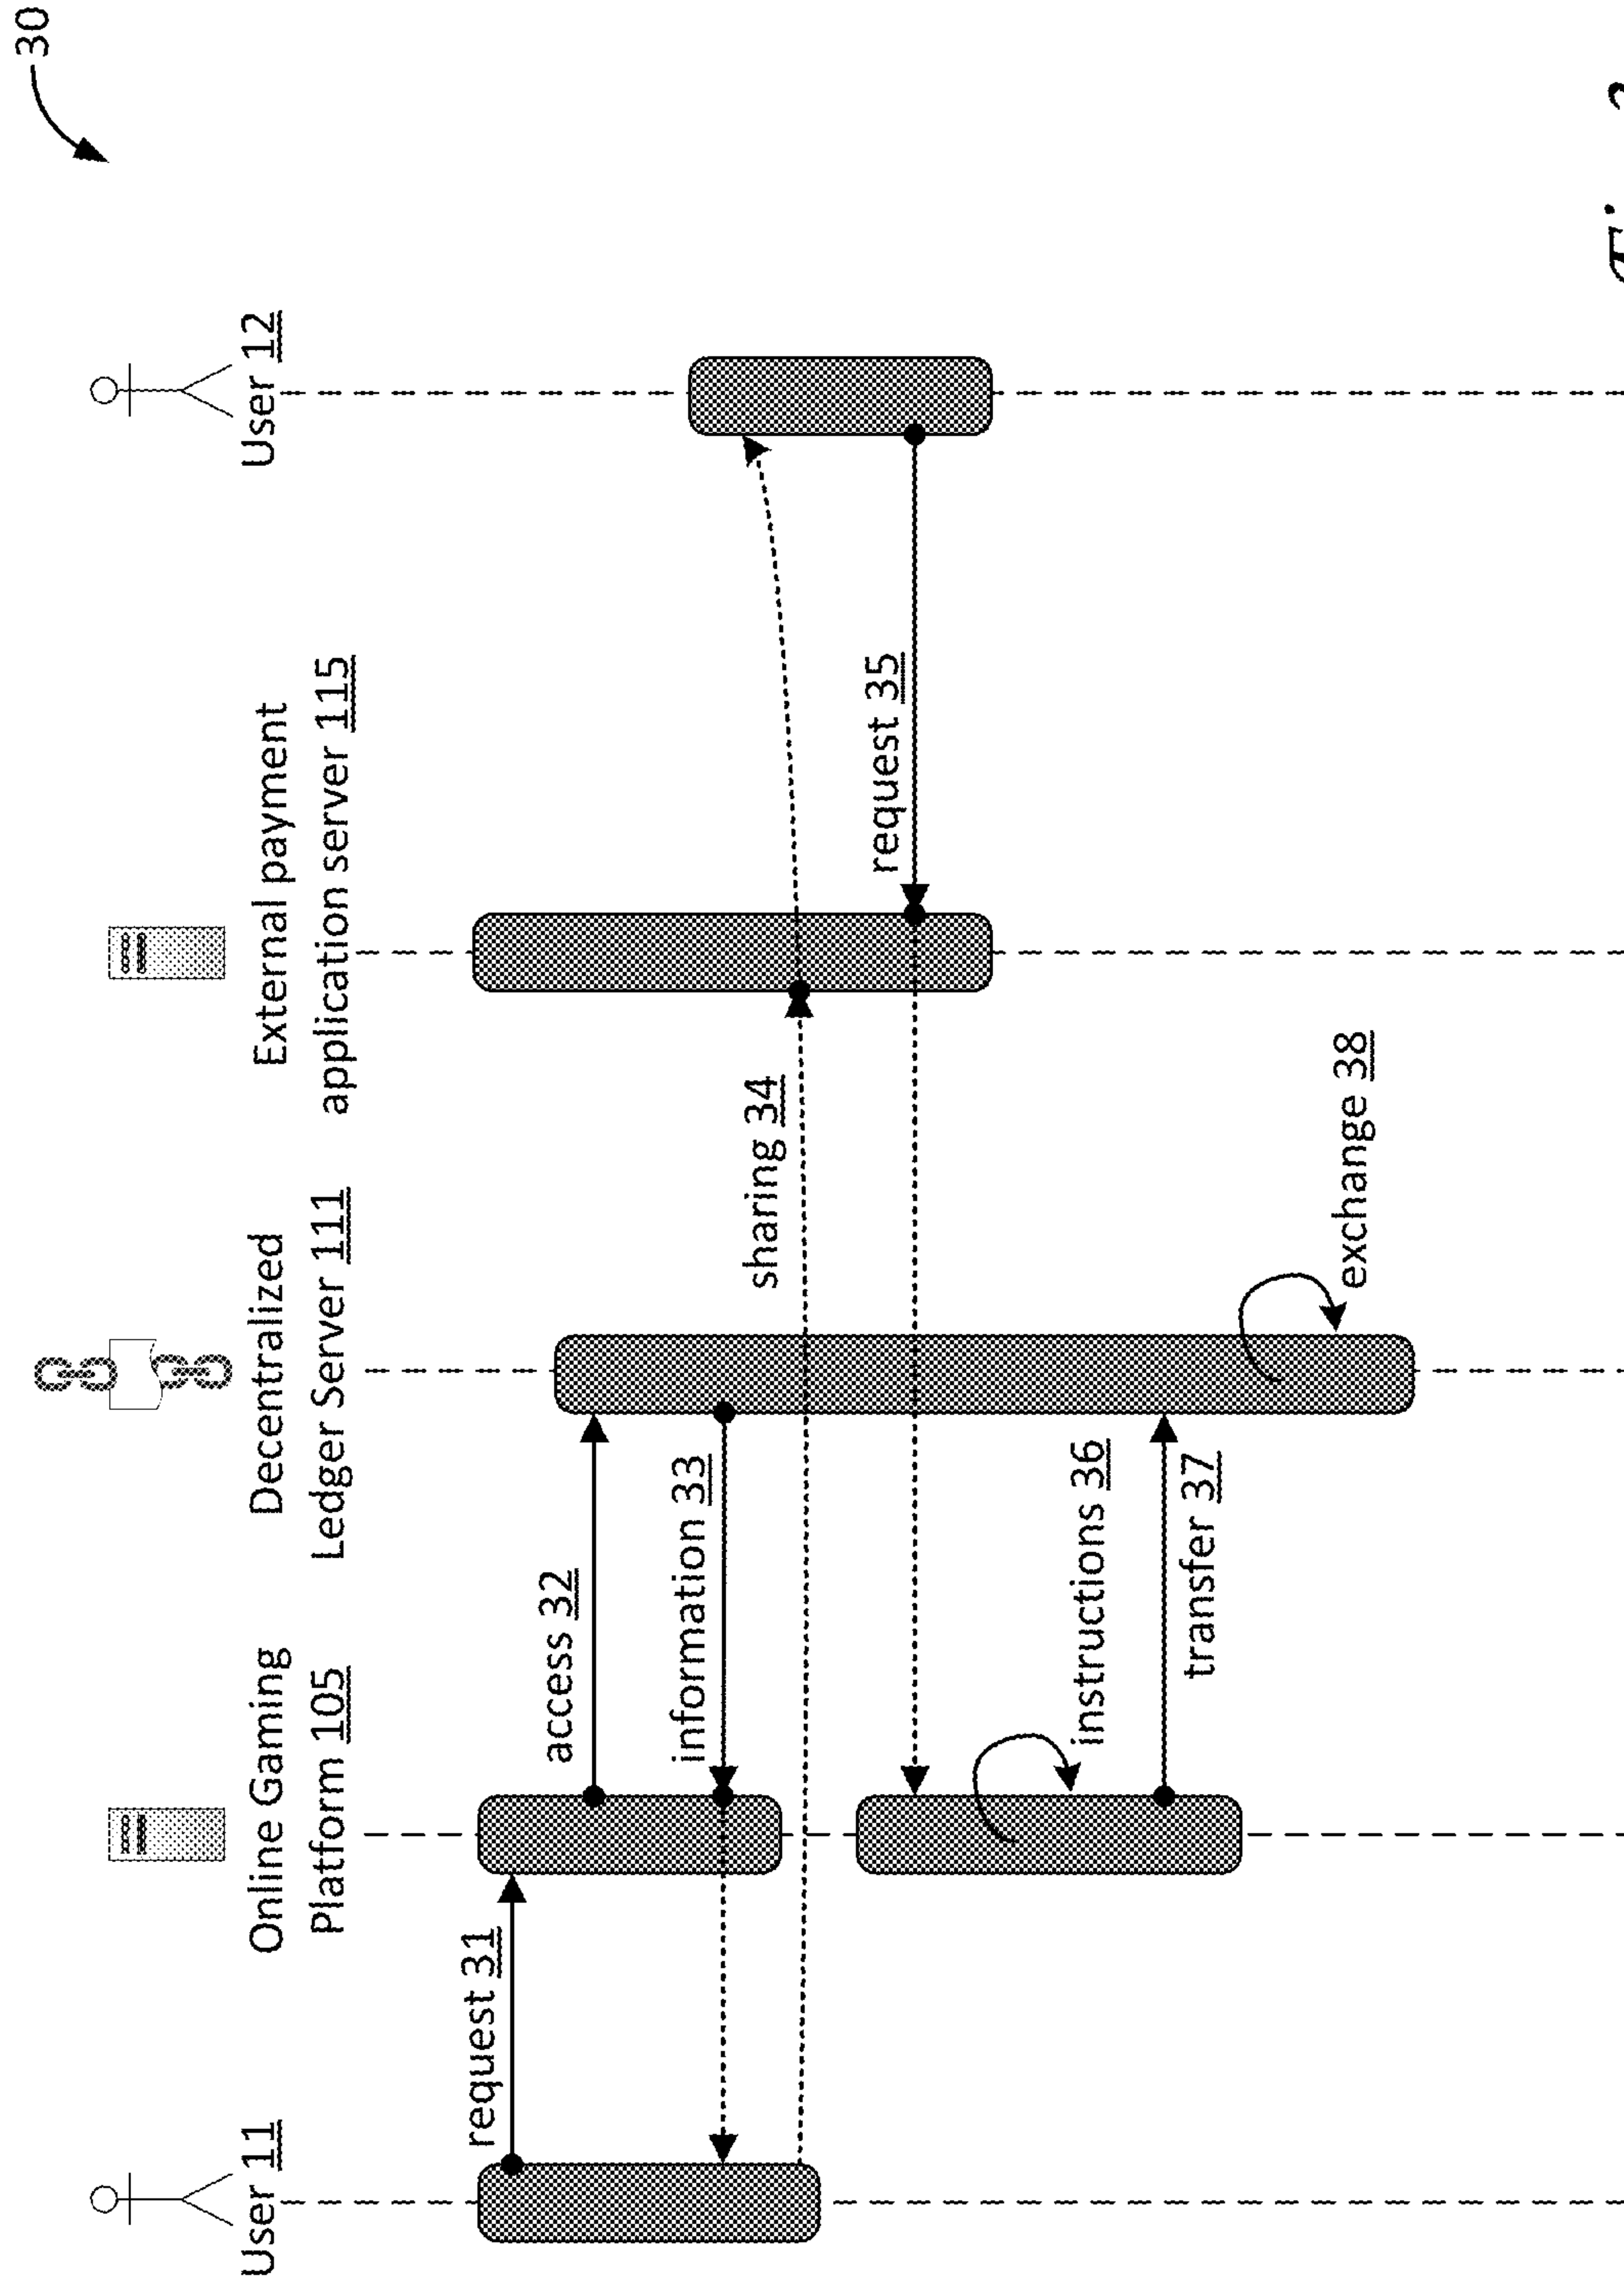 30
User 11
Online Gaming
Platform 105
Decentralized
Ledger Server 111
External payment
application server 115
User 12
request 31
access 32
information 33
sharing 34
request 35
instructions 36
transfer 37
exchange 38